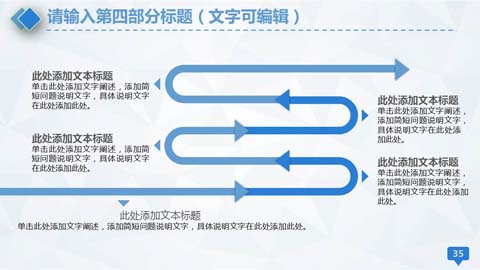 请输入第四部分标题（文字可编辑）
此处添加文本标题
单击此处添加文字阐述，添加简
短问题说明文字，具体说明文字
在此处添加此处。
此处添加文本标题
单击此处添加文字阐述，
添加简短问题说明文字，
具体说明文字在此处添
加此处。
此处添加文本标题
单击此处添加文字阐述，添加简
短问题说明文字，具体说明文字
在此处添加此处。
此处添加文本标题
单击此处添加文字阐述，
添加简短问题说明文字，
具体说明文字在此处添加
此处。
此处添加文本标题
单击此处添加文字阐述，添加简短问题说明文字，具体说明文字在此处添加此处。
35